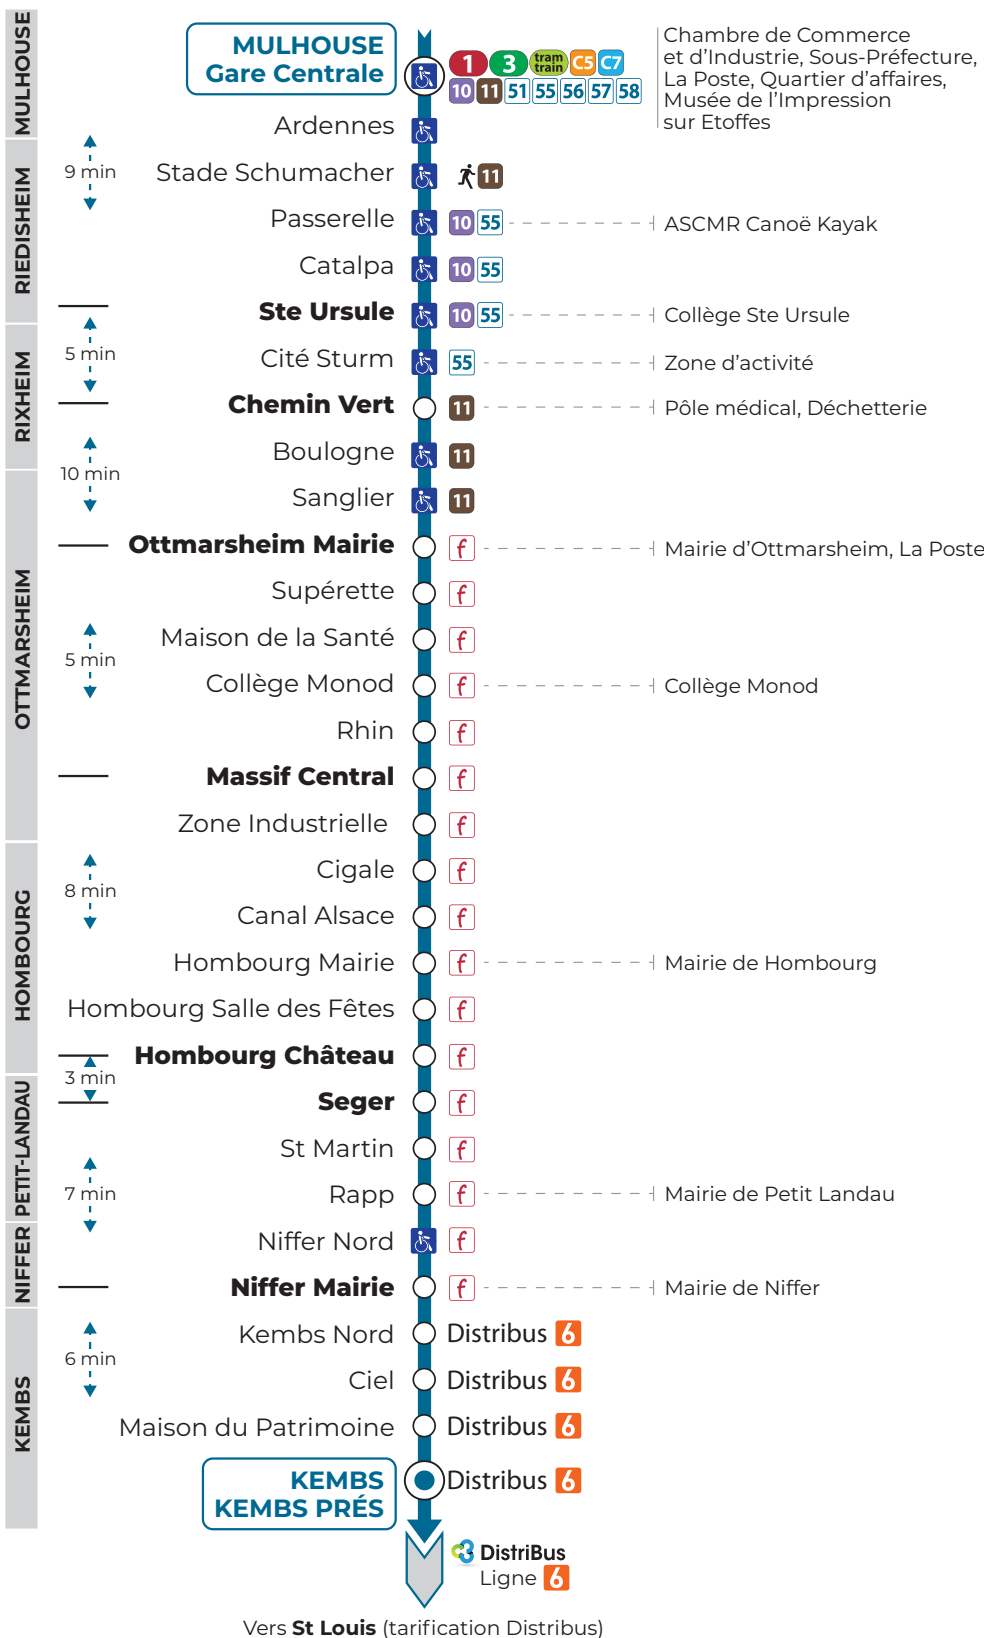 MULHOUSE
MULHOUSE
Gare Centrale
1 3 tram train C5 C7
10 11 51 55 56 57 58
Chambre de Commerce
et d'Industrie, Sous-Préfecture,
La Poste, Quartier d'affaires,
Musée de l'Impression
sur Etoffes
Ardennes
RIEDISHEIM
9 min
Stade Schumacher 11
Passerelle 10 55 ASCMR Canoë Kayak
Catalpa 10 55
Ste Ursule 10 55 Collège Ste Ursule
RIXHEIM
5 min
Cité Sturm 55 Zone d'activité
Chemin Vert 11 Pôle médical, Déchetterie
Boulogne 11
10 min
Sanglier 11
OTTMARSHEIM
Ottmarsheim Mairie f Mairie d'Ottmarsheim, La Poste
Supérette f
Maison de la Santé f
5 min
Collège Monod f Collège Monod
Rhin f
Massif Central f
Zone Industrielle f
HOMBOURG
Cigale f
8 min
Canal Alsace f
Hombourg Mairie f Mairie de Hombourg
Hombourg Salle des Fêtes f
Hombourg Château f
3 min
PETIT-LANDAU
Seger f
St Martin f
7 min
Rapp f Mairie de Petit Landau
NIFFER
Niffer Nord f
Niffer Mairie f Mairie de Niffer
KEMBS
Kembs Nord Distribus 6
6 min
Ciel Distribus 6
Maison du Patrimoine Distribus 6
KEMBS
KEMBS PRÉS
Distribus 6
DistriBus
Ligne 6
Vers St Louis (tarification Distribus)